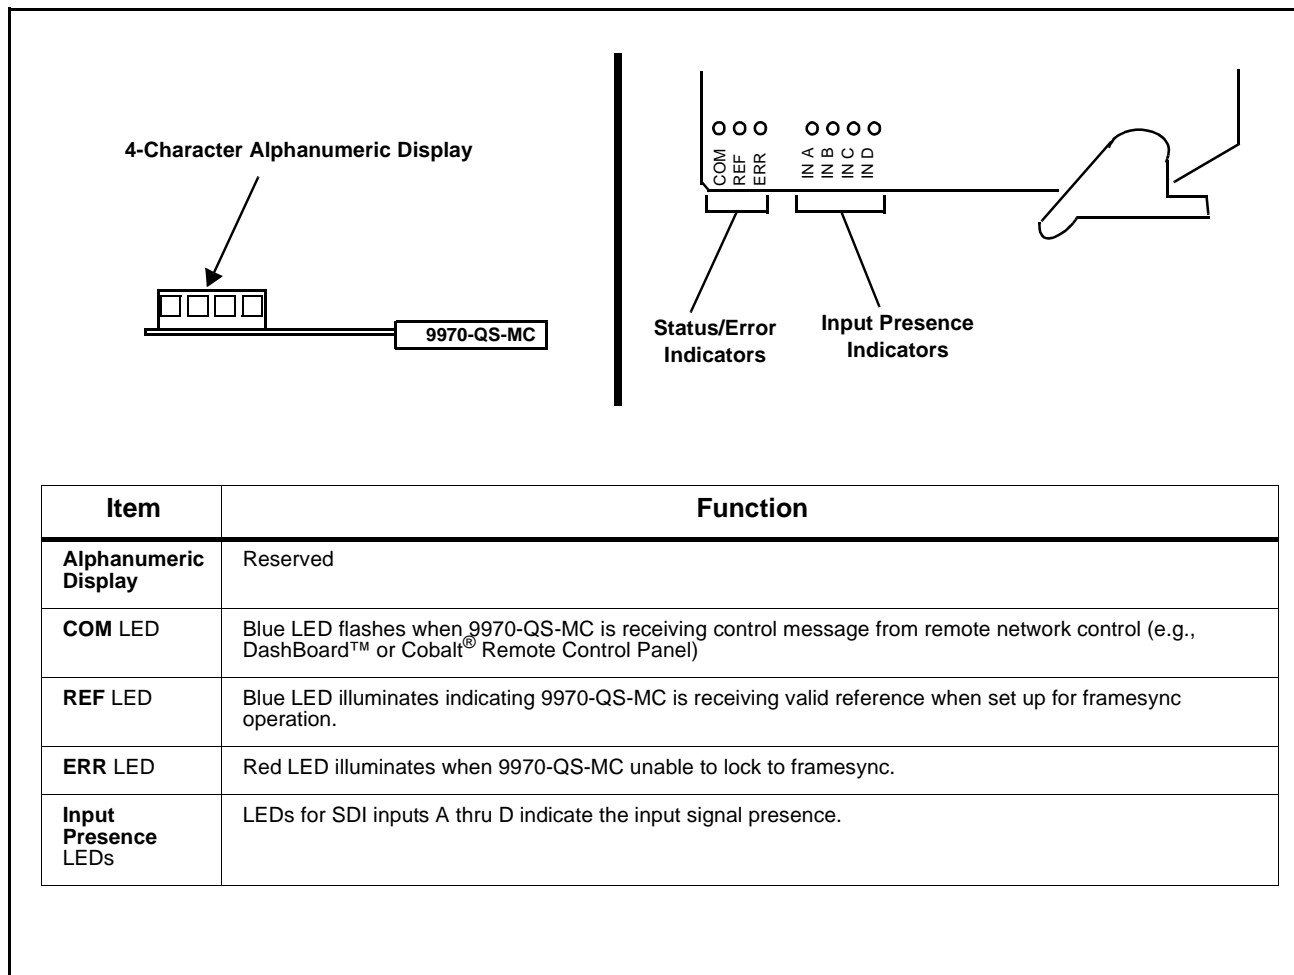 4-Character Alphanumeric Display
9970-QS-MC
COM
REF
ERR
IN A
IN B
IN C
IN D
Status/Error
Indicators
Input Presence
Indicators
Item Function
Alphanumeric
Display
Reserved
COM LED
Blue LED flashes when 9970-QS-MC is receiving control message from remote network control (e.g.,
DashBoard™ or Cobalt® Remote Control Panel)
REF LED
Blue LED illuminates indicating 9970-QS-MC is receiving valid reference when set up for framesync
operation.
ERR LED
Red LED illuminates when 9970-QS-MC unable to lock to framesync.
Input
Presence
LEDs
LEDs for SDI inputs A thru D indicate the input signal presence.